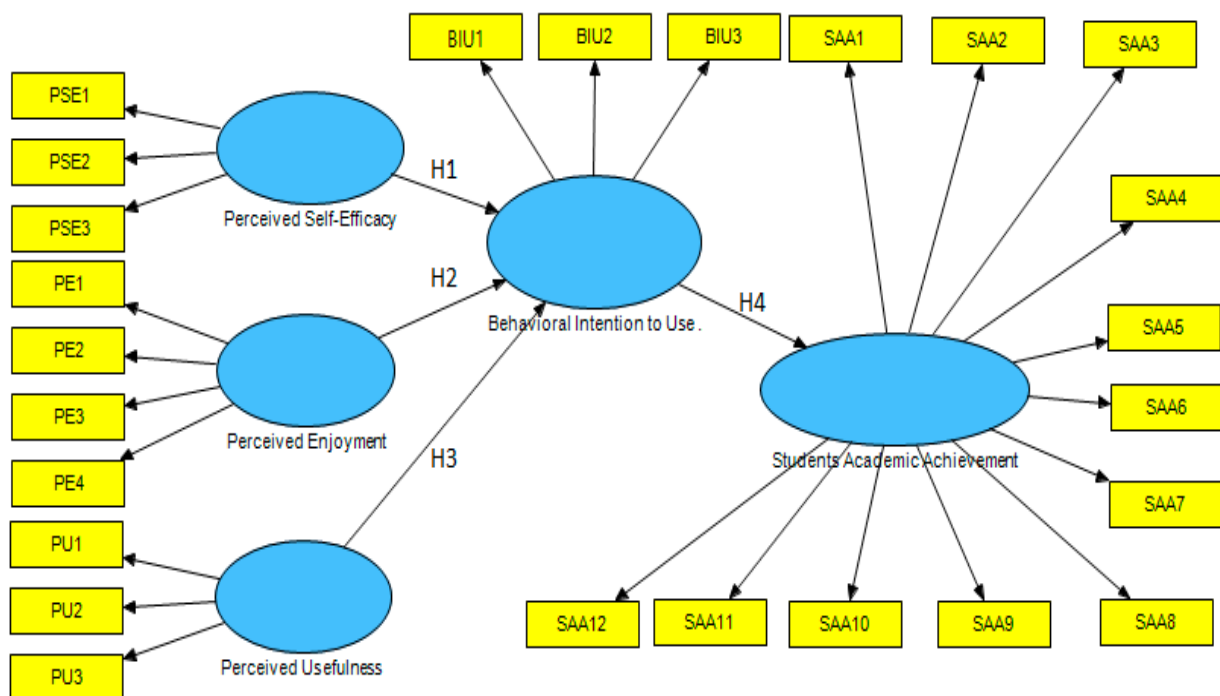 BIU1
BIU2
BIU3
SAA1
SAA2
SAA3
PSE1
PSE2
PSE3
H1
Perceived Self-Efficacy
SAA4
PE1
PE2
PE3
PE4
H2
Behavioral Intention to Use .
H4
SAA5
SAA6
Perceived Enjoyment
H3
Students Academic Achievement
SAA7
PU1
PU2
PU3
Perceived Usefulness
SAA12
SAA11
SAA10
SAA9
SAA8